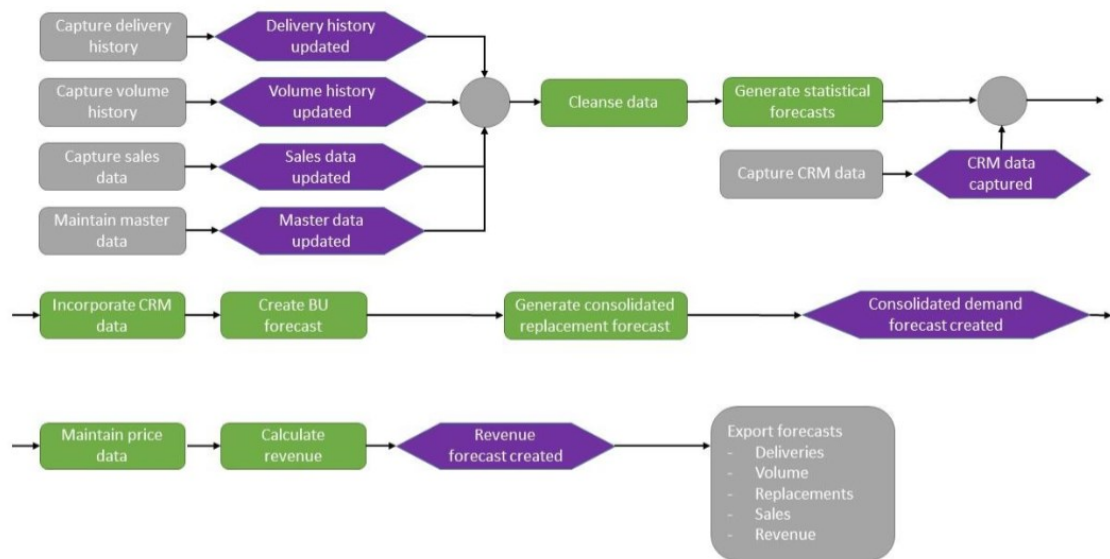 Capture delivery
history
Delivery history
updated
Capture volume
history
Volume history
updated
Cleanse data
Generate statistical
forecasts
Capture sales
data
Sales data
updated
Capture CRM data
CRM data
captured
Maintain master
data
Master data
updated
Incorporate CRM
data
Create BU
forecast
Generate consolidated
replacement forecast
Consolidated demand
forecast created
Maintain price
data
Calculate
revenue
Revenue
forecast created
Export forecasts
- Deliveries
- Volume
- Replacements
- Sales
- Revenue